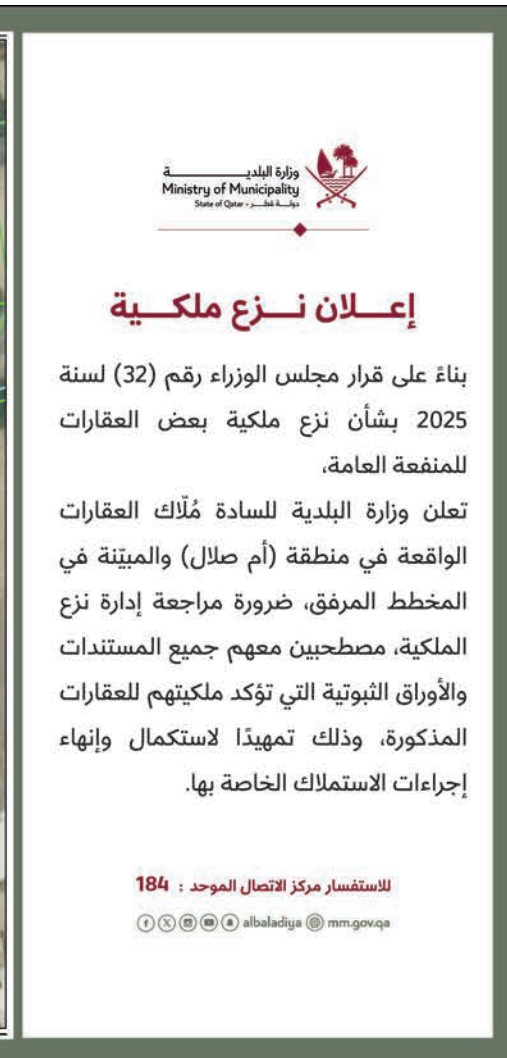 وزارة البلديـــــــــــــــة
Ministry of Municipality
دولـــة قطـــر • State of Qatar
إعـــلان نـــزع ملكـــية
بناءً على قرار مجلس الوزراء رقم (32) لسنة
2025 بشأن نزع ملكية بعض العقارات
للمنفعة العامة،
تعلن وزارة البلدية للسادة مُلّاك العقارات
الواقعة في منطقة (أم صلال) والمبيّنة في
المخطط المرفق، ضرورة مراجعة إدارة نزع
الملكية، مصطحبين معهم جميع المستندات
والأوراق الثبوتية التي تؤكد ملكيتهم للعقارات
المذكورة، وذلك تمهيدًا لاستكمال وإنهاء
إجراءات الاستملاك الخاصة بها.
للاستفسار مركز الاتصال الموحد : 184
albaladiya mm.gov.qa